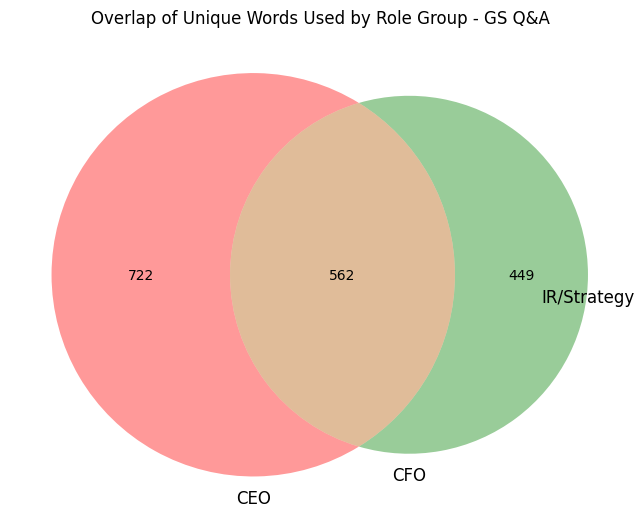 Overlap of Unique Words Used by Role Group - GS Q&A
722
562
449
IR/Strategy
CFO
CEO